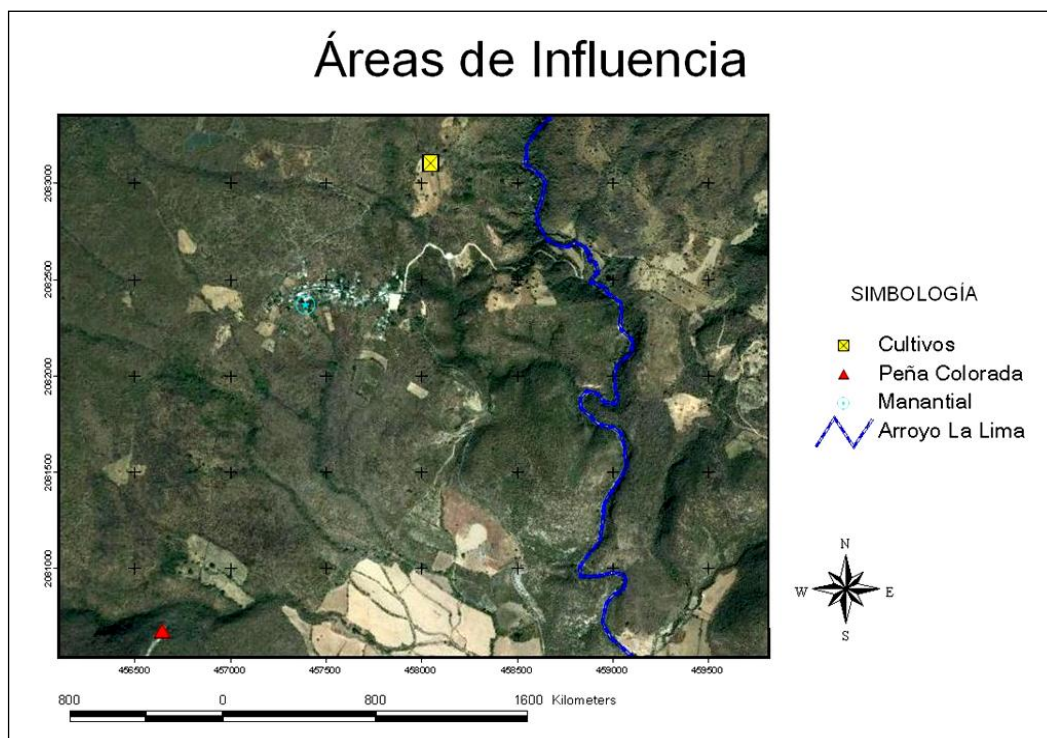 Áreas de Influencia
2083000
2082500
2082000
2081500
2081000
456500 457000 457500 458000 458500 459000 459500
800 0 800 1600 Kilometers
SIMBOLOGÍA
Cultivos
Peña Colorada
Manantial
Arroyo La Lima
N
W E
S